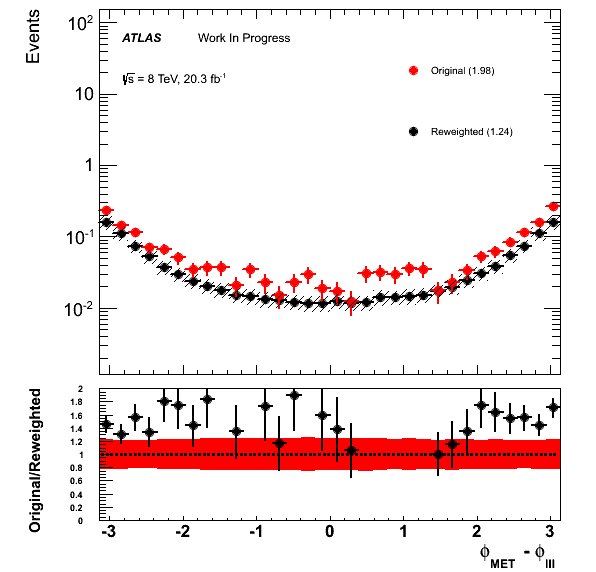 Events
10²
10
1
10⁻¹
10⁻²
ATLAS Work In Progress
√s = 8 TeV, 20.3 fb⁻¹
Original (1.98)
Reweighted (1.24)
Original/Reweighted
2
1.8
1.6
1.4
1.2
1
0.8
0.6
0.4
0.2
0
-3 -2 -1 0 1 2 3
ϕ_MET - ϕ_lll